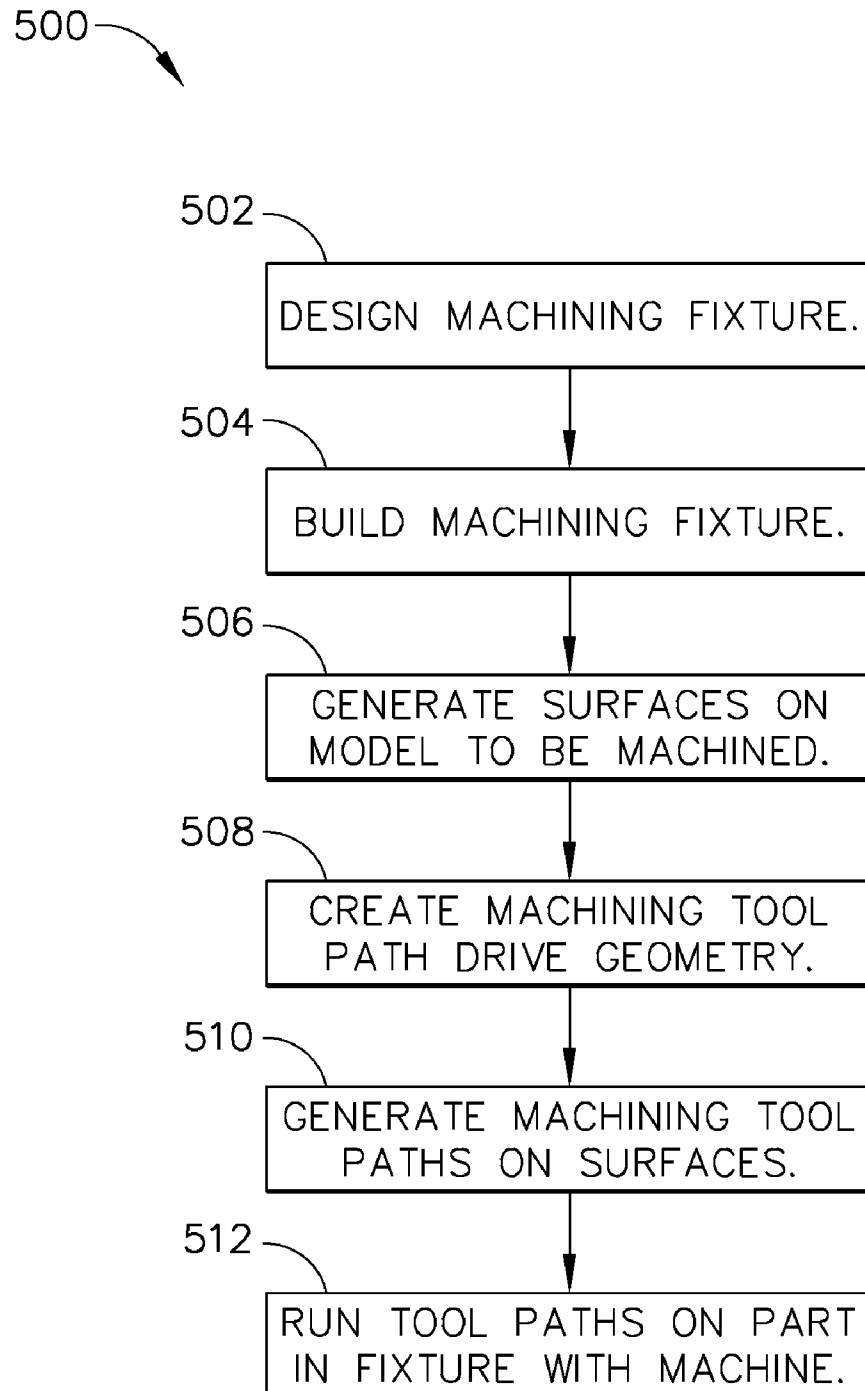 500
502
DESIGN MACHINING FIXTURE.
504
BUILD MACHINING FIXTURE.
506
GENERATE SURFACES ON
MODEL TO BE MACHINED.
508
CREATE MACHINING TOOL
PATH DRIVE GEOMETRY.
510
GENERATE MACHINING TOOL
PATHS ON SURFACES.
512
RUN TOOL PATHS ON PART
IN FIXTURE WITH MACHINE.